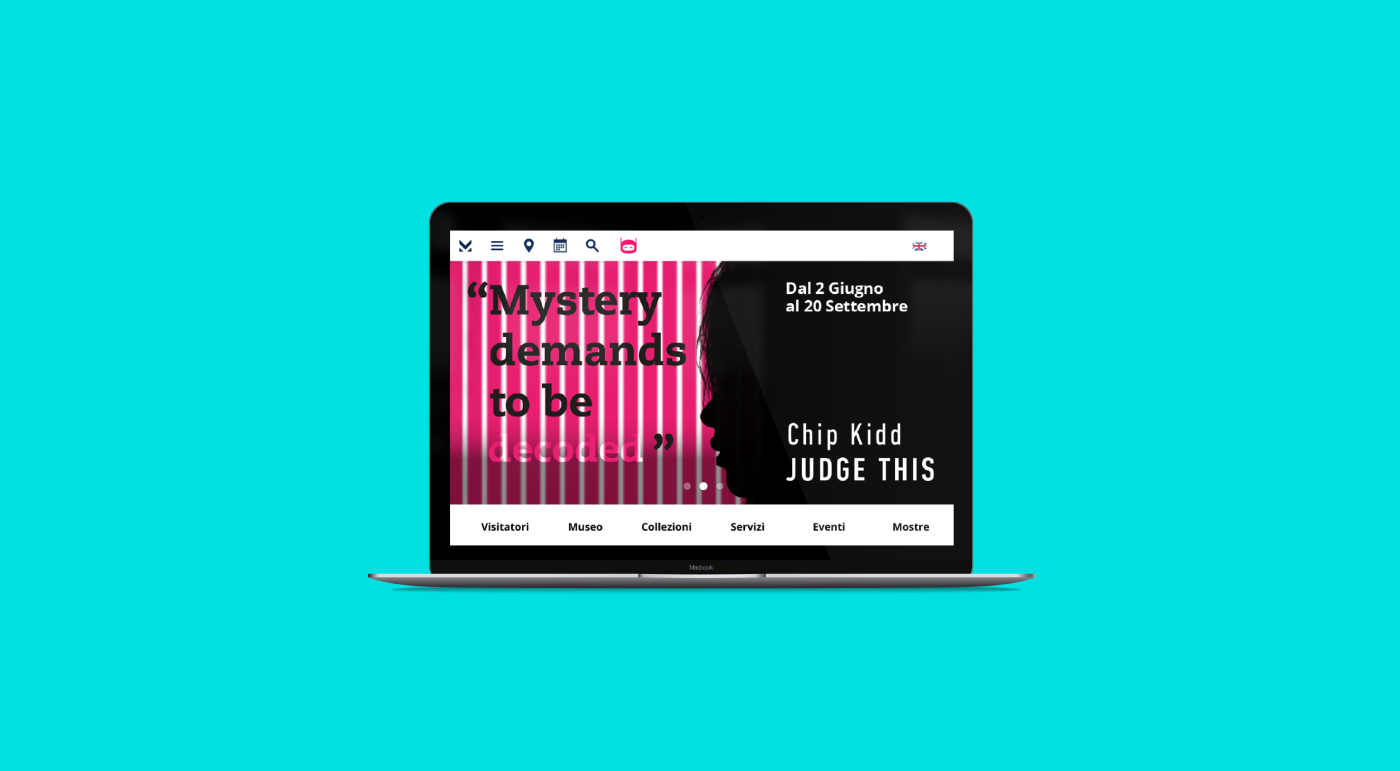 “Mystery
demands
to be
decoded”
Dal 2 Giugno
al 20 Settembre
Chip Kidd
JUDGE THIS
Visitatori Museo Collezioni Servizi Eventi Mostre
Macbook